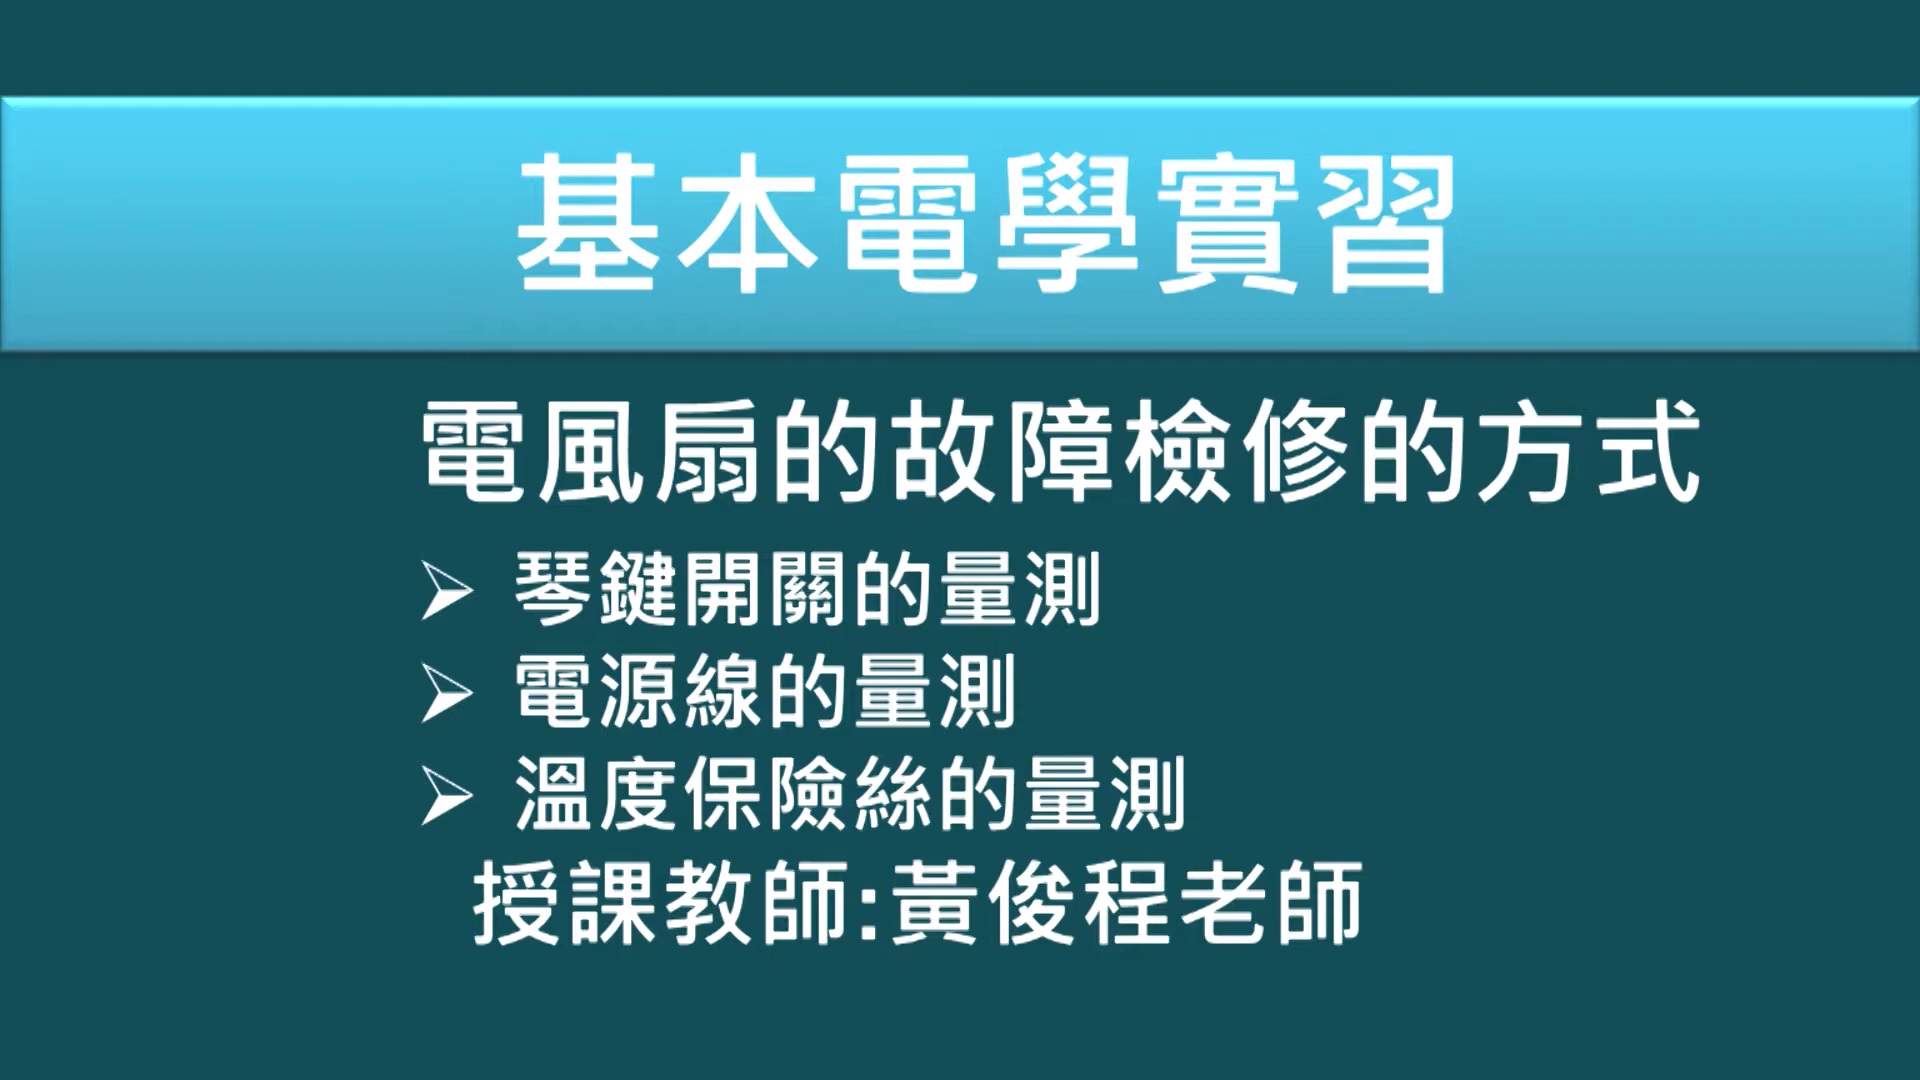 基本電學實習
電風扇的故障檢修的方式
➢ 琴鍵開關的量測
➢ 電源線的量測
➢ 溫度保險絲的量測
授課教師:黃俊程老師